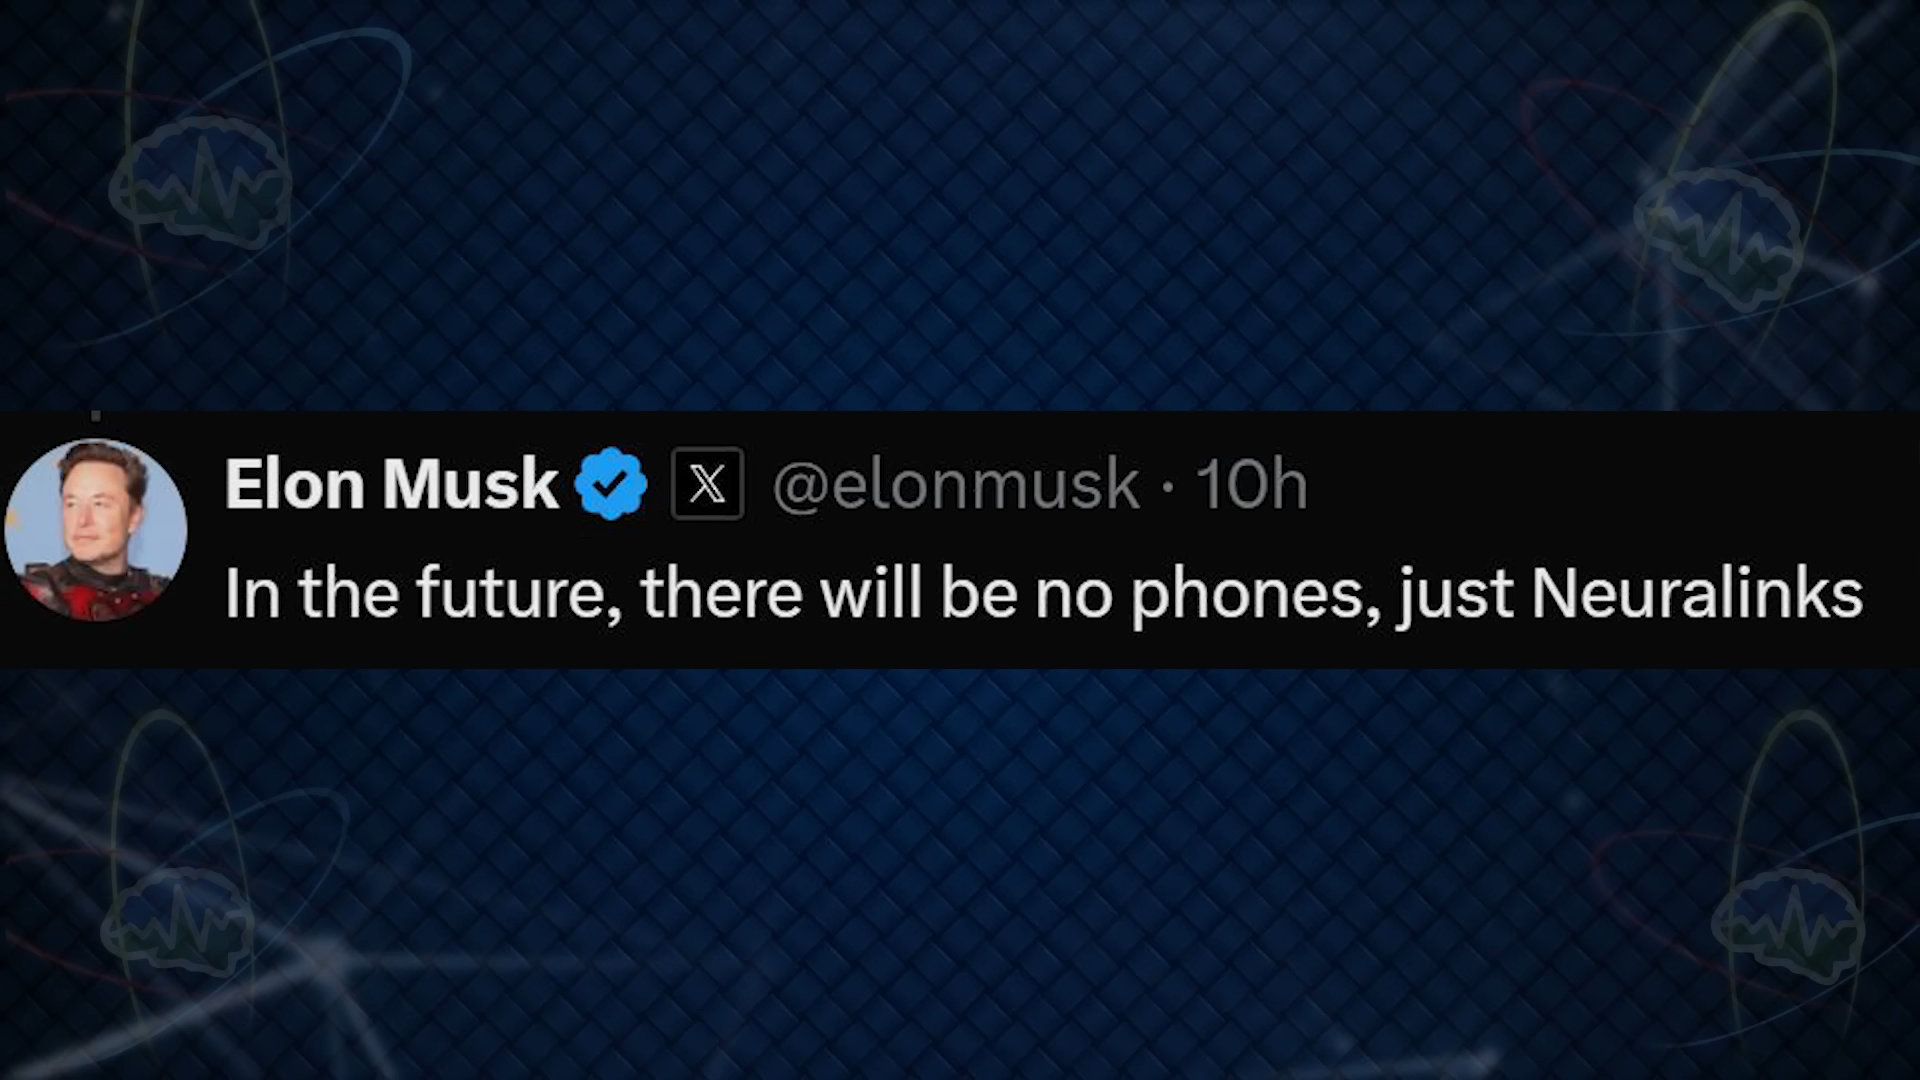 Elon Musk X @elonmusk · 10h
In the future, there will be no phones, just Neuralinks